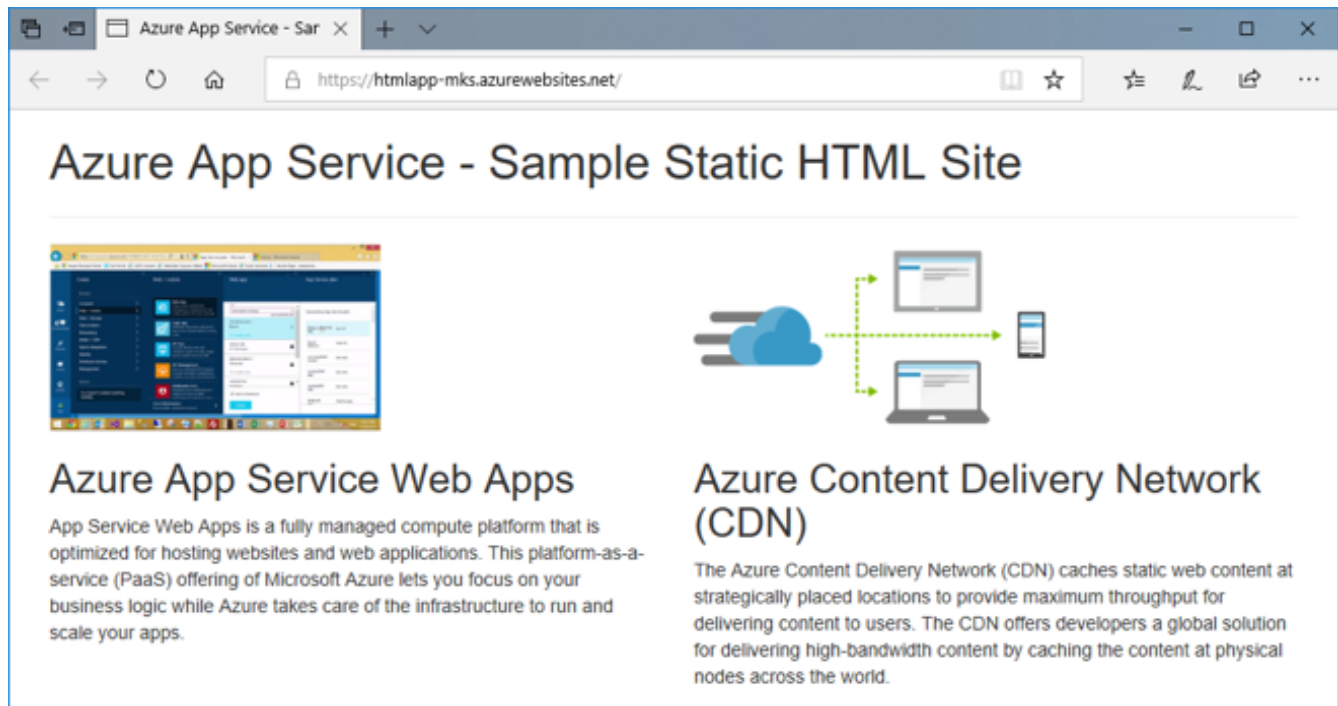 Azure App Service - Sar
https://htmlapp-mks.azurewebsites.net/
Azure App Service - Sample Static HTML Site
Azure App Service Web Apps
App Service Web Apps is a fully managed compute platform that is
optimized for hosting websites and web applications. This platform-as-a-
service (PaaS) offering of Microsoft Azure lets you focus on your
business logic while Azure takes care of the infrastructure to run and
scale your apps.
Azure Content Delivery Network
(CDN)
The Azure Content Delivery Network (CDN) caches static web content at
strategically placed locations to provide maximum throughput for
delivering content to users. The CDN offers developers a global solution
for delivering high-bandwidth content by caching the content at physical
nodes across the world.